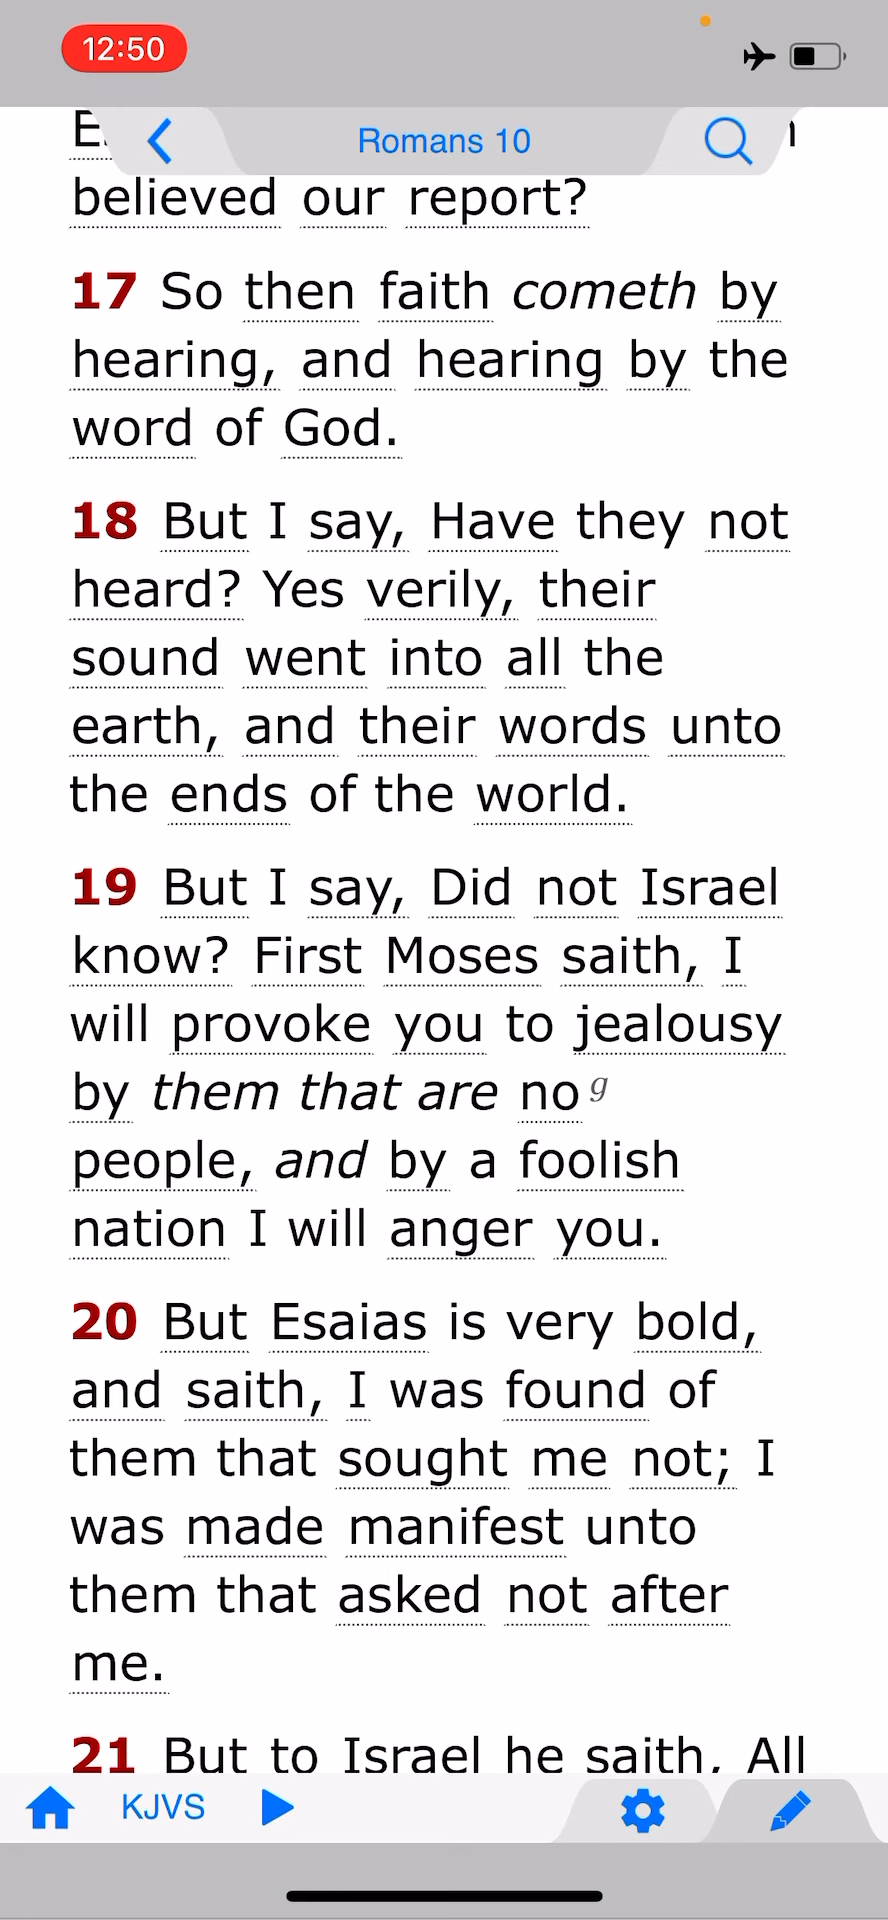 12:50
Romans 10
believed our report?
17 So then faith cometh by
hearing, and hearing by the
word of God.
18 But I say, Have they not
heard? Yes verily, their
sound went into all the
earth, and their words unto
the ends of the world.
19 But I say, Did not Israel
know? First Moses saith, I
will provoke you to jealousy
by them that are no g
people, and by a foolish
nation I will anger you.
20 But Esaias is very bold,
and saith, I was found of
them that sought me not; I
was made manifest unto
them that asked not after
me.
21 But to Israel he saith, All
KJVS